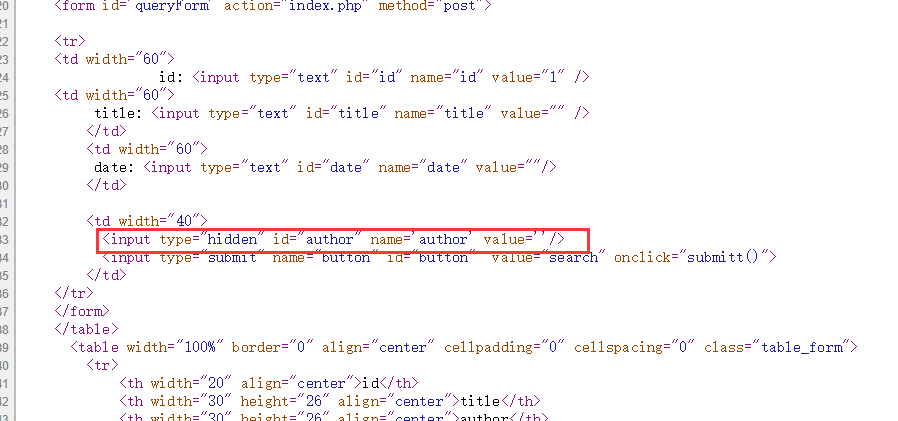 20 <form id="queryForm" action="index.php" method="post">
21
22 <tr>
23 <td width="60">
24 id: <input type="text" id="id" name="id" value="1" />
25 <td width="60">
26 title: <input type="text" id="title" name="title" value="" />
27 </td>
28 <td width="60">
29 date: <input type="text" id="date" name="date" value=""/>
30 </td>
31
32 <td width="40">
33 <input type="hidden" id="author" name='author' value=''/>
34 <input type="submit" name="button" id="button" value="search" onclick="submitt()">
35 </td>
36 </tr>
37 </form>
38 </table>
39 <table width="100%" border="0" align="center" cellpadding="0" cellspacing="0" class="table_form">
40 <tr>
41 <th width="20" align="center">id</th>
42 <th width="30" height="26" align="center">title</th>
43 <th width="30" height="26" align="center">author</th>